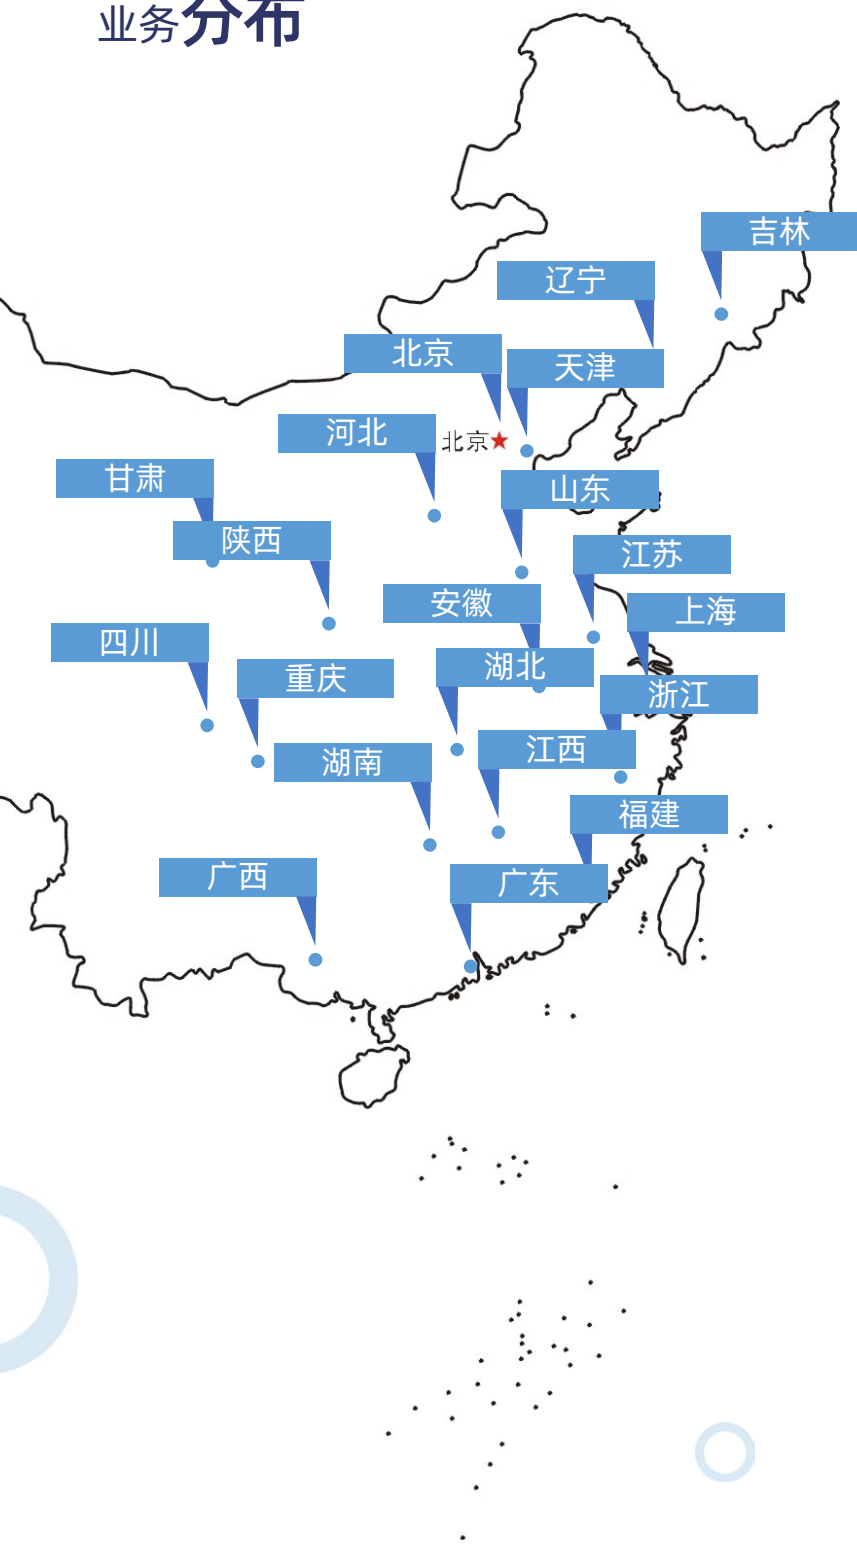 业务分布
吉林
辽宁
北京
天津
河北
北京
甘肃
山东
陕西
江苏
安徽
上海
四川
湖北
重庆
浙江
江西
湖南
福建
广西
广东